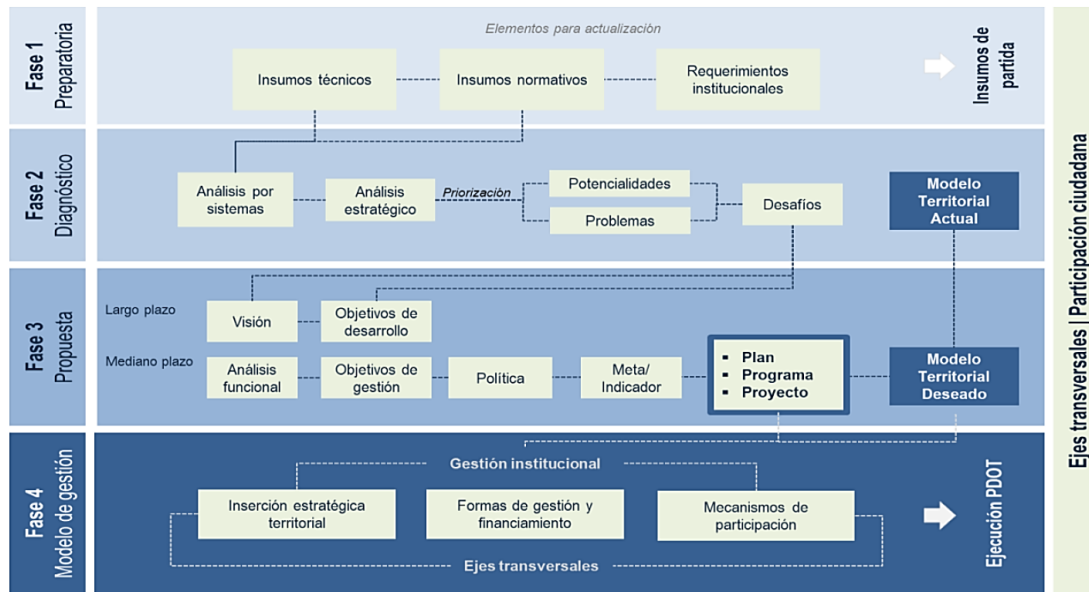 Fase 1
Preparatoria
Elementos para actualización
Insumos técnicos
Insumos normativos
Requerimientos
institucionales
Insumos de
partida
Fase 2
Diagnóstico
Análisis por
sistemas
Análisis
estratégico
Priorización
Potencialidades
Problemas
Desafíos
Modelo
Territorial
Actual
Fase 3
Propuesta
Largo plazo
Visión
Objetivos de
desarrollo
Mediano plazo
Análisis
funcional
Objetivos de
gestión
Política
Meta/
Indicador
▪ Plan
▪ Programa
▪ Proyecto
Modelo
Territorial
Deseado
Fase 4
Modelo de gestión
Gestión institucional
Inserción estratégica
territorial
Formas de gestión y
financiamiento
Mecanismos de
participación
Ejes transversales
Ejecución PDOT
Ejes transversales | Participación ciudadana